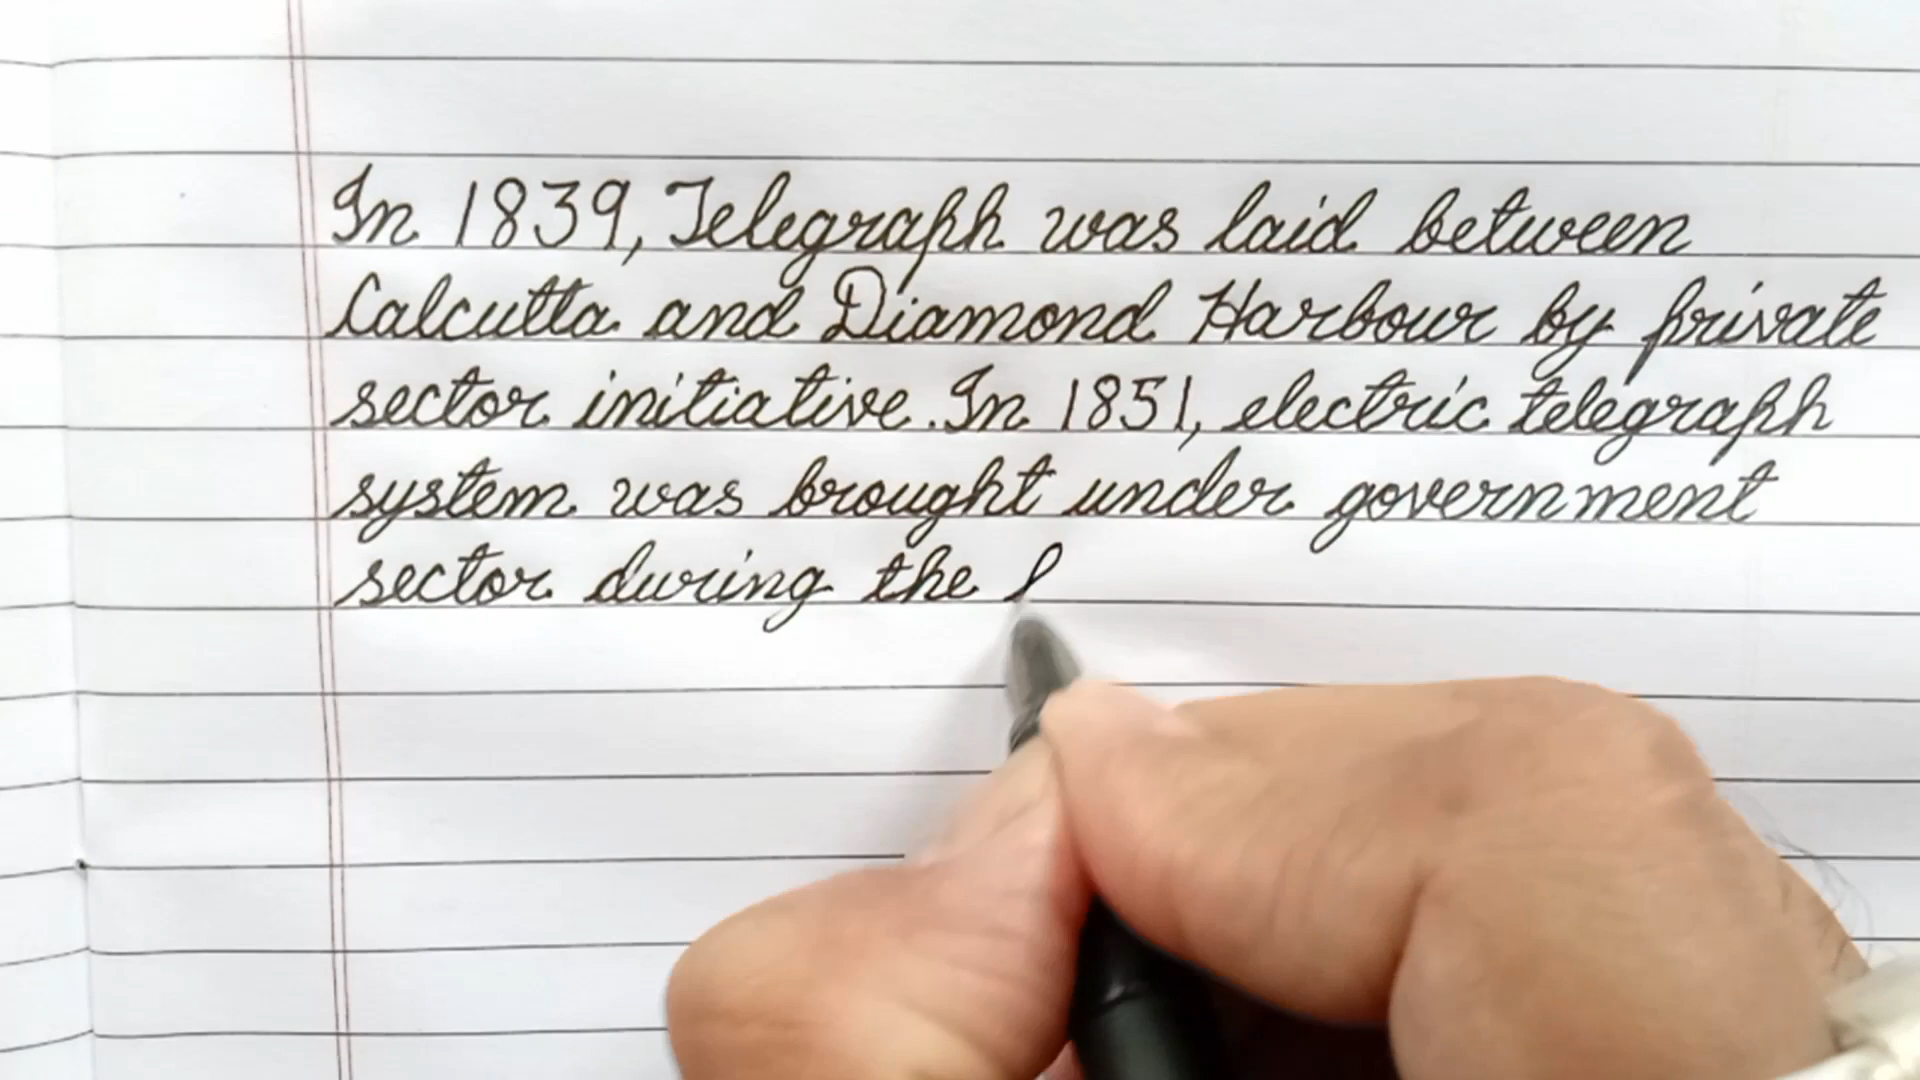 In 1839, Telegraph was laid between
Calcutta and Diamond Harbour by private
sector initiative. In 1851, electric telegraph
system was brought under government
sector during the